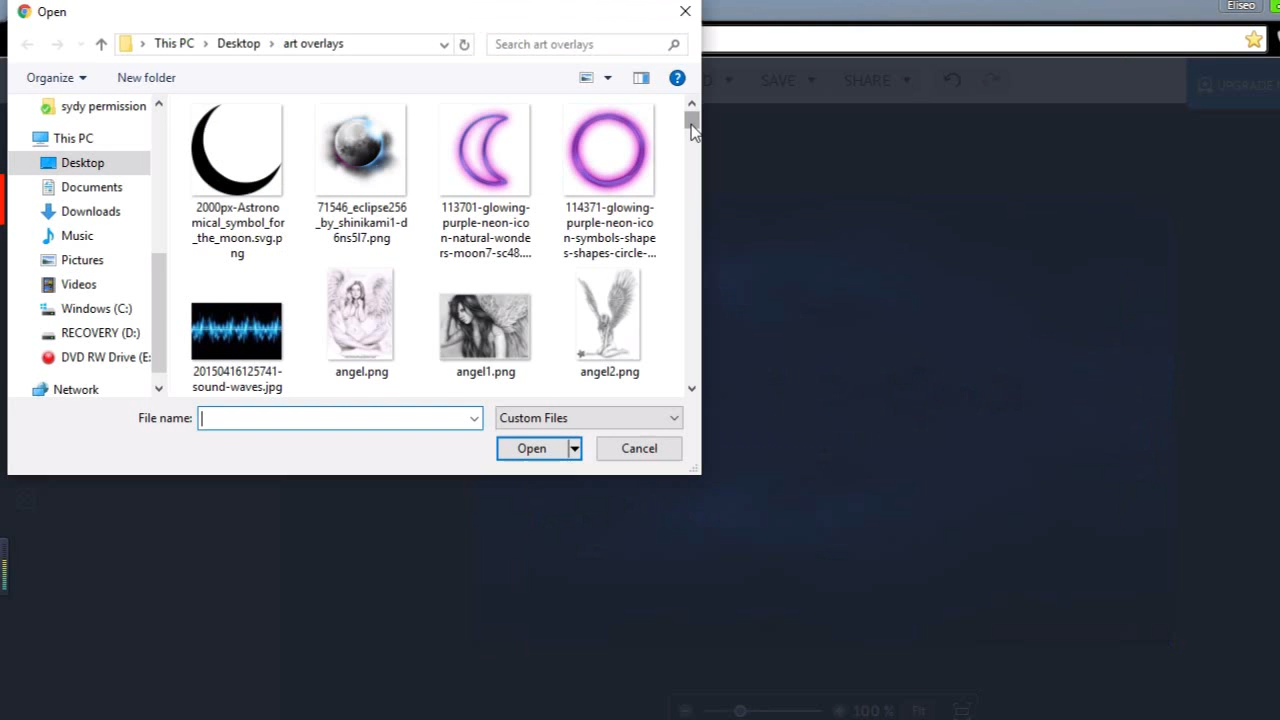 Open
Eliseo
This PC
Desktop
art overlays
Search art overlays
Organize
New folder
SAVE
SHARE
UPGRADE
sydy permission
This PC
Desktop
Documents
Downloads
Music
Pictures
Videos
Windows (C:)
RECOVERY (D:)
DVD RW Drive (E:
Network
2000px-Astrono
mical_symbol_for
_the_moon.svg.p
ng
71546_eclipse256
_by_shinikami1-d
6ns5l7.png
113701-glowing-
purple-neon-ico
n-natural-wonde
rs-moon7-sc48....
114371-glowing-
purple-neon-ico
n-symbols-shape
s-shapes-circle-...
20150416125741-
sound-waves.jpg
angel.png
angel1.png
angel2.png
File name:
Custom Files
Open
Cancel
100 %
Fit